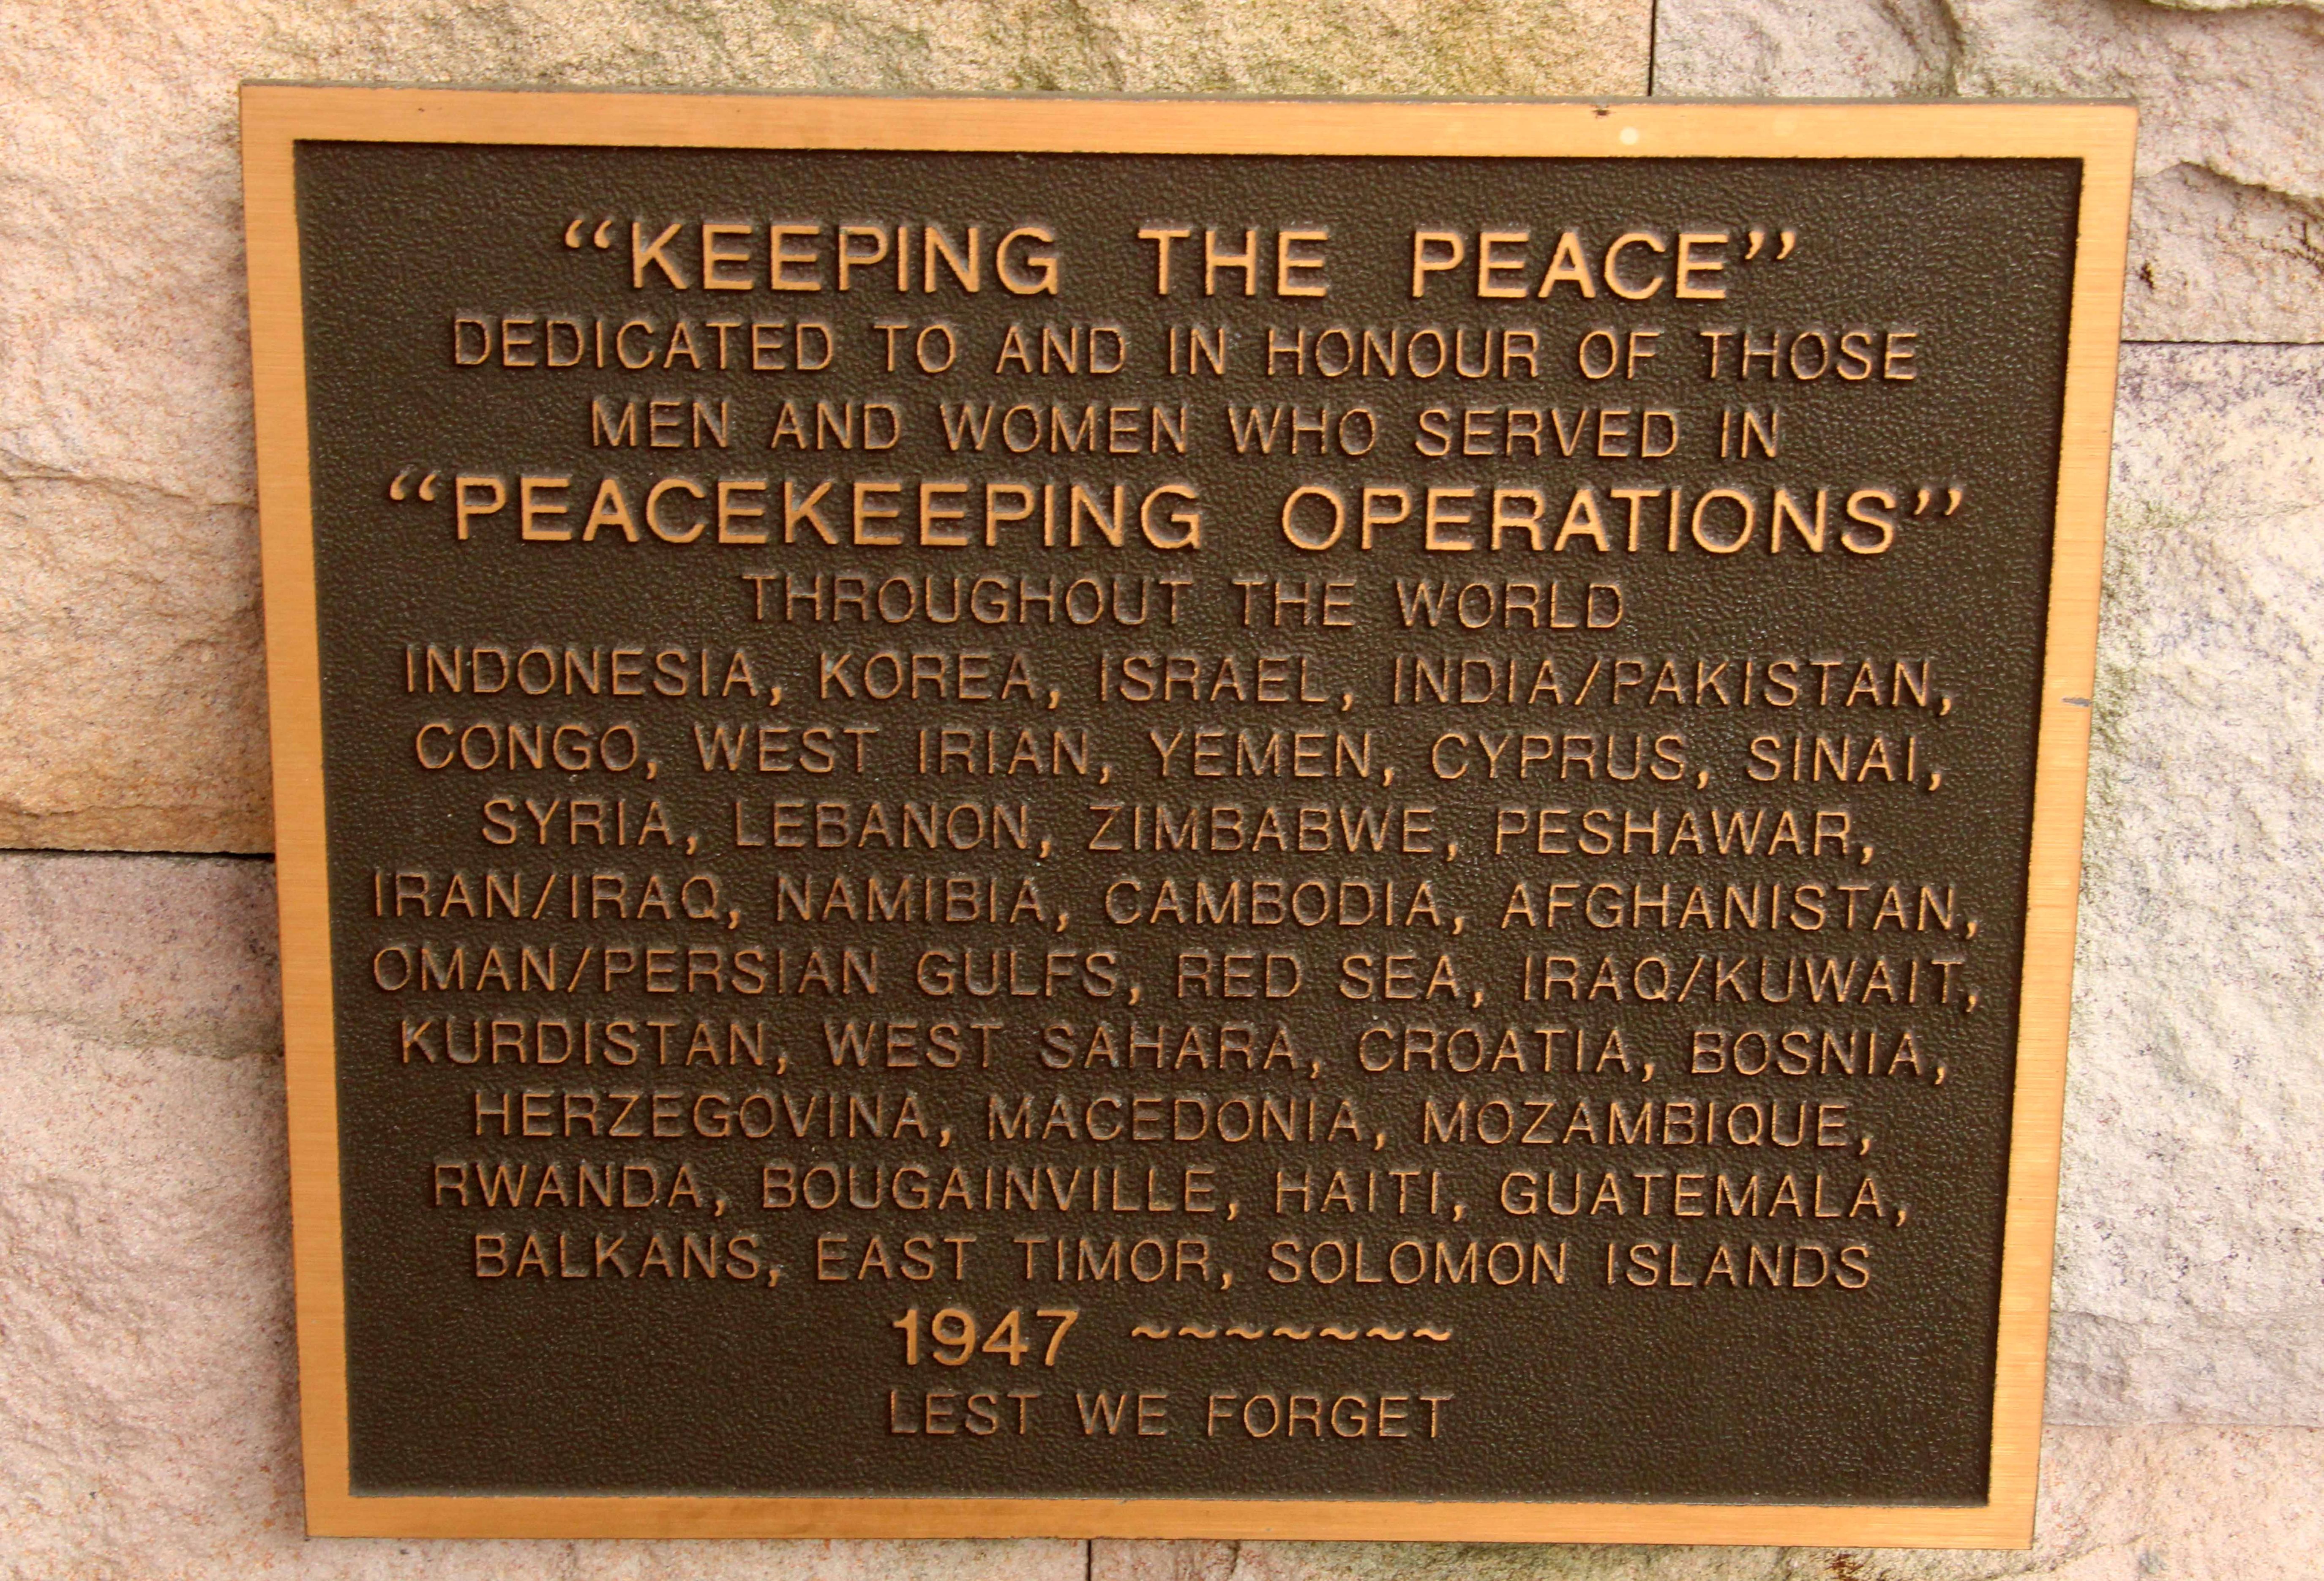 “KEEPING THE PEACE”
DEDICATED TO AND IN HONOUR OF THOSE
MEN AND WOMEN WHO SERVED IN
“PEACEKEEPING OPERATIONS”
THROUGHOUT THE WORLD
INDONESIA, KOREA, ISRAEL, INDIA/PAKISTAN,
CONGO, WEST IRIAN, YEMEN, CYPRUS, SINAI,
SYRIA, LEBANON, ZIMBABWE, PESHAWAR,
IRAN/IRAQ, NAMIBIA, CAMBODIA, AFGHANISTAN,
OMAN/PERSIAN GULFS, RED SEA, IRAQ/KUWAIT,
KURDISTAN, WEST SAHARA, CROATIA, BOSNIA,
HERZEGOVINA, MACEDONIA, MOZAMBIQUE,
RWANDA, BOUGAINVILLE, HAITI, GUATEMALA,
BALKANS, EAST TIMOR, SOLOMON ISLANDS
1947 ~~~~~~~
LEST WE FORGET